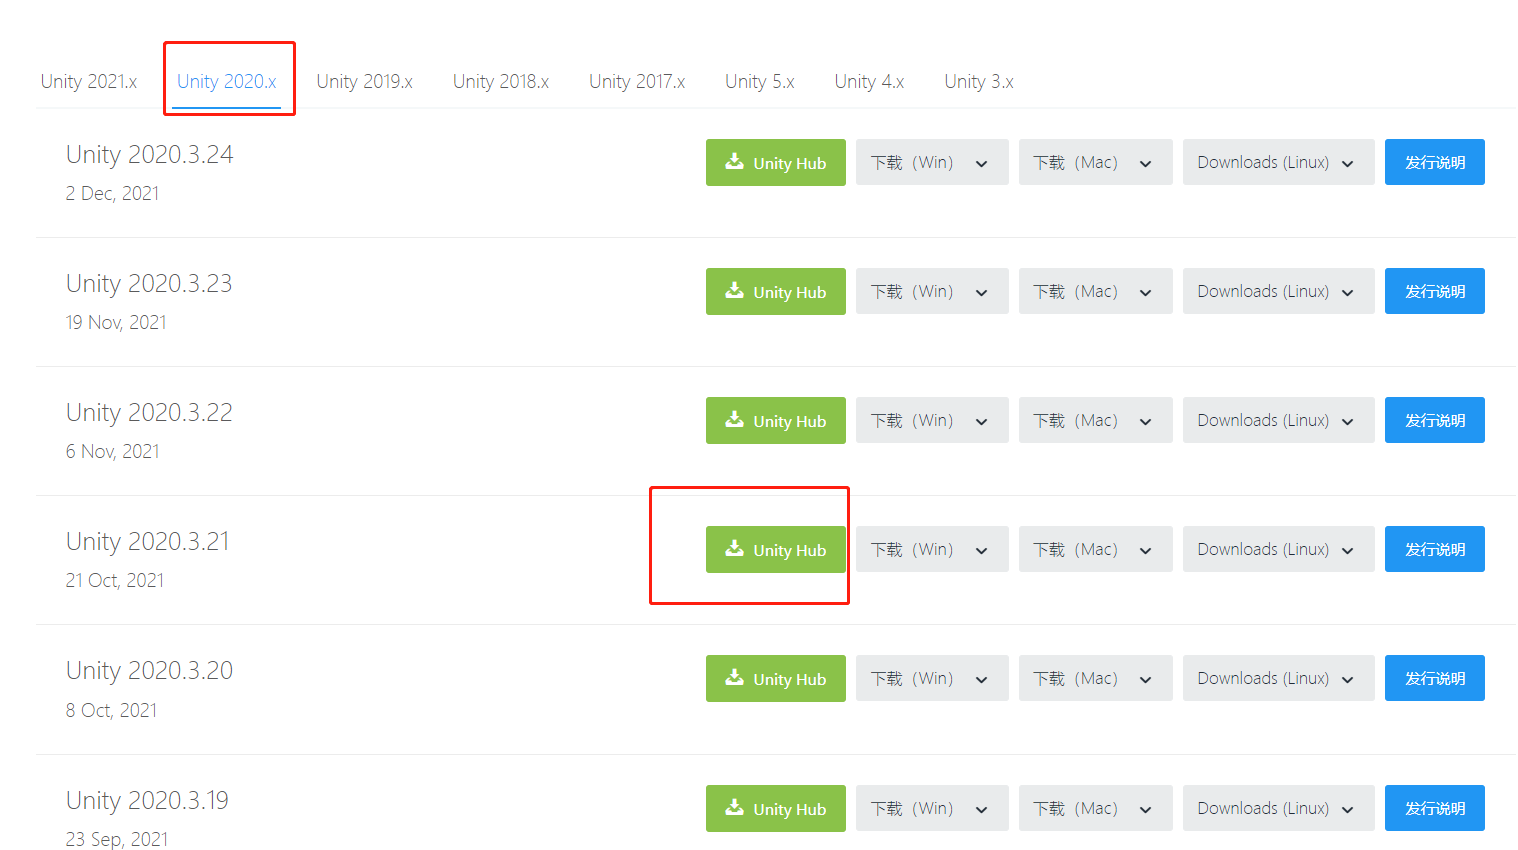 Unity 2021.x Unity 2020.x Unity 2019.x Unity 2018.x Unity 2017.x Unity 5.x Unity 4.x Unity 3.x
Unity 2020.3.24 Unity Hub 下载（Win） 下载（Mac） Downloads (Linux) 发行说明
2 Dec, 2021
Unity 2020.3.23 Unity Hub 下载（Win） 下载（Mac） Downloads (Linux) 发行说明
19 Nov, 2021
Unity 2020.3.22 Unity Hub 下载（Win） 下载（Mac） Downloads (Linux) 发行说明
6 Nov, 2021
Unity 2020.3.21 Unity Hub 下载（Win） 下载（Mac） Downloads (Linux) 发行说明
21 Oct, 2021
Unity 2020.3.20 Unity Hub 下载（Win） 下载（Mac） Downloads (Linux) 发行说明
8 Oct, 2021
Unity 2020.3.19 Unity Hub 下载（Win） 下载（Mac） Downloads (Linux) 发行说明
23 Sep, 2021